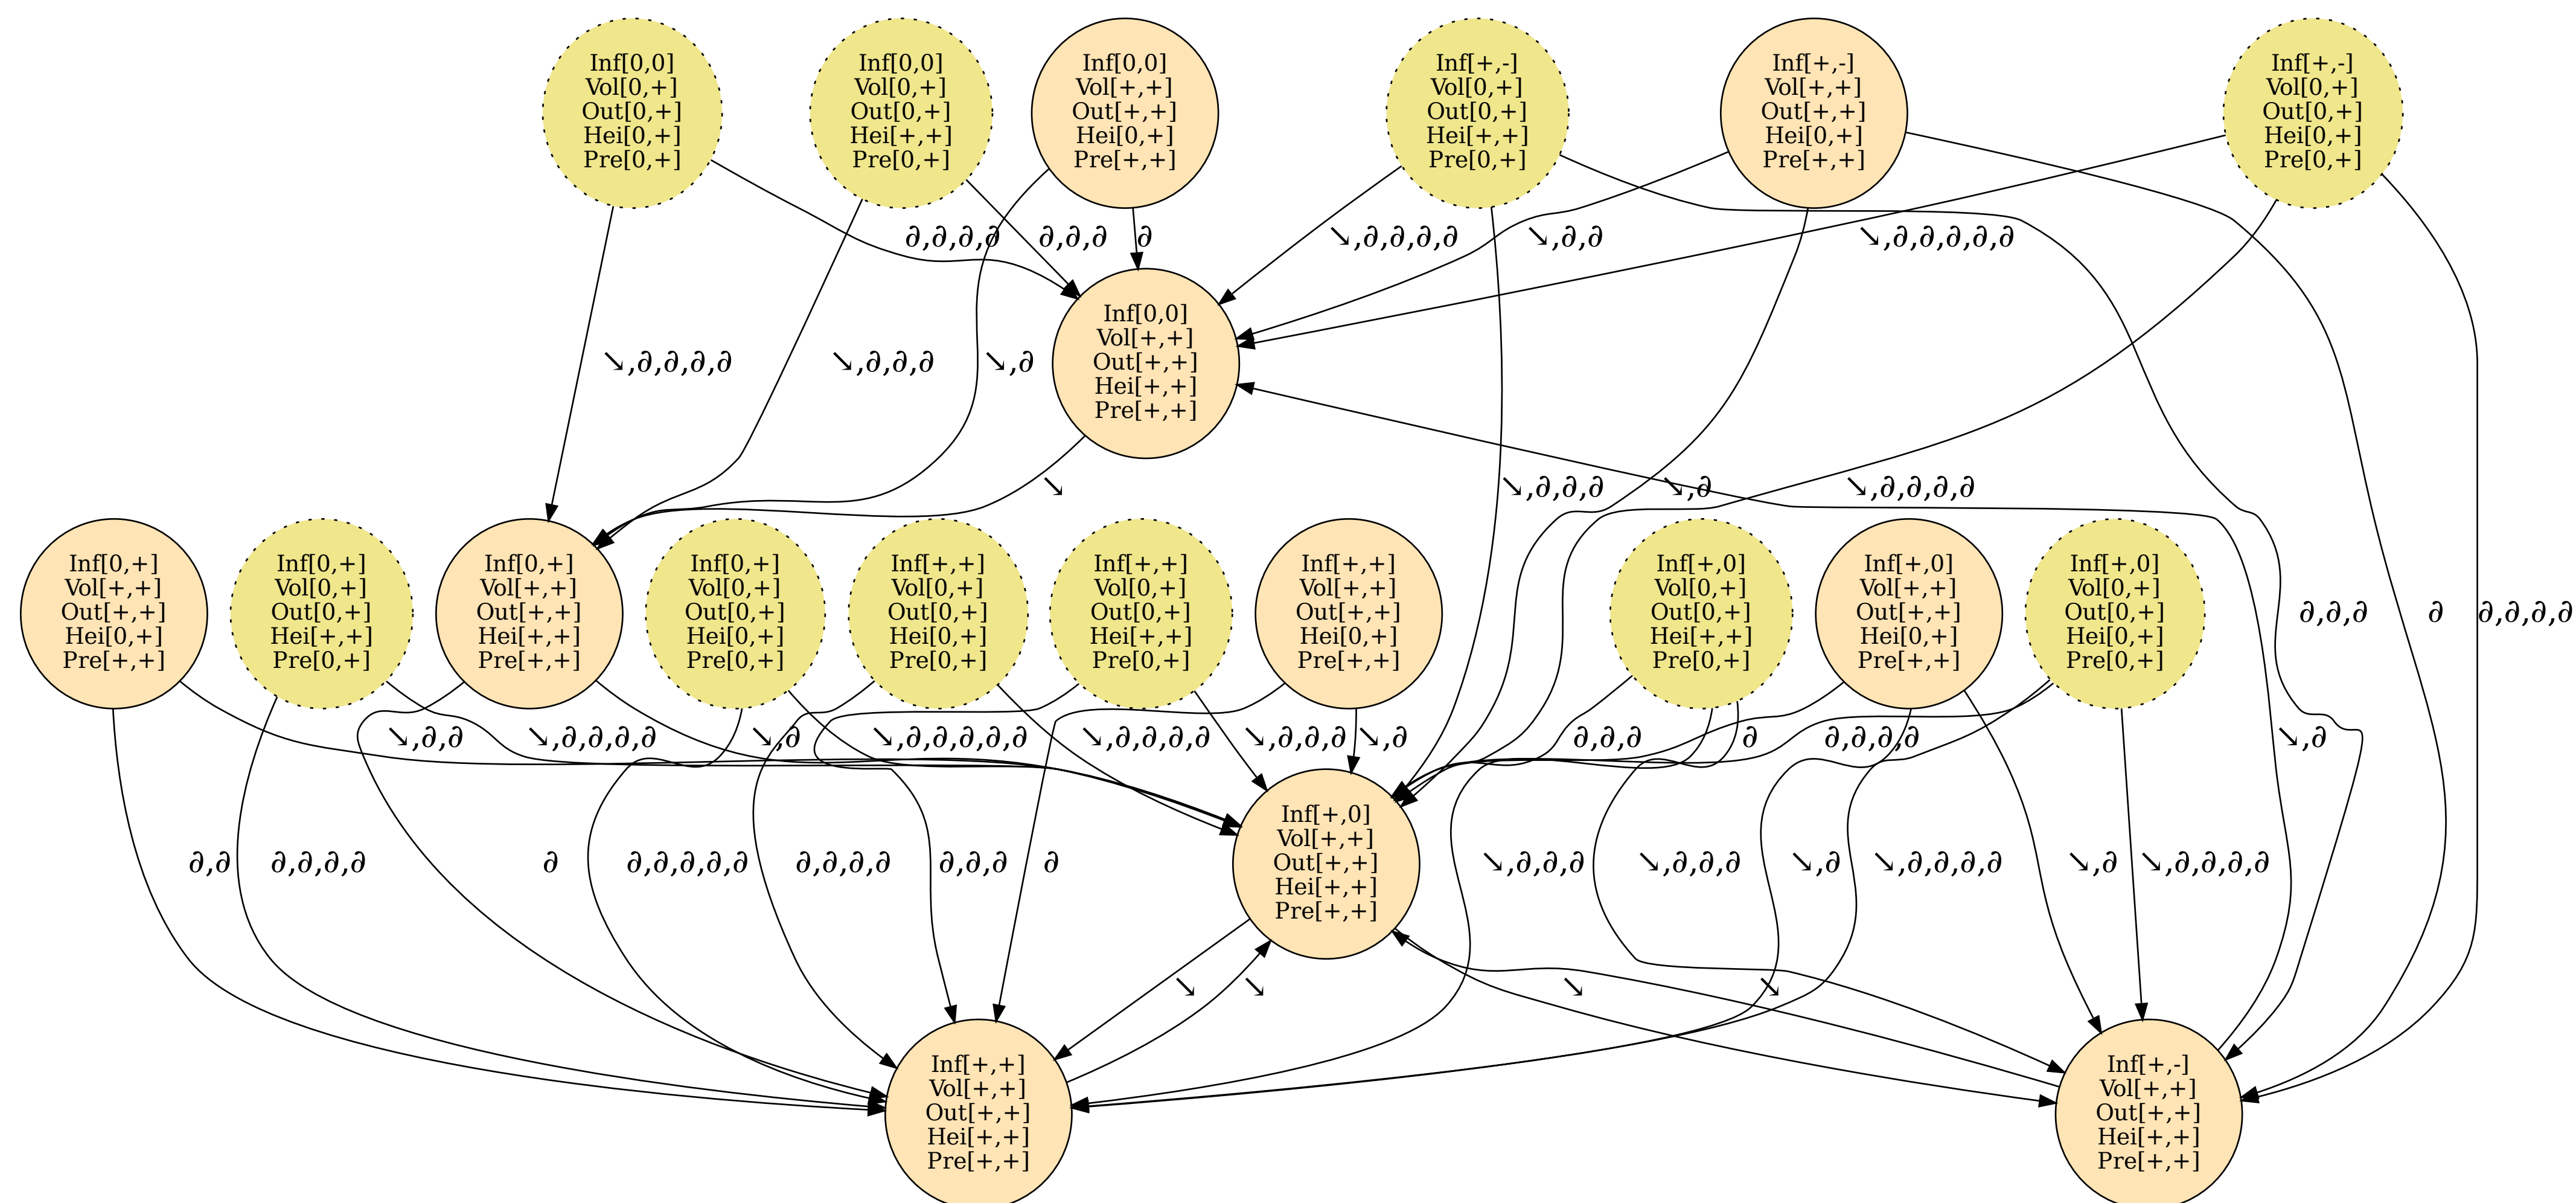 Inf[0,0]
Vol[0,+]
Out[0,+]
Hei[0,+]
Pre[0,+]
Inf[0,0]
Vol[0,+]
Out[0,+]
Hei[+,+]
Pre[0,+]
Inf[0,0]
Vol[+,+]
Out[+,+]
Hei[0,+]
Pre[+,+]
Inf[+,-]
Vol[0,+]
Out[0,+]
Hei[+,+]
Pre[0,+]
Inf[+,-]
Vol[+,+]
Out[+,+]
Hei[0,+]
Pre[+,+]
Inf[+,-]
Vol[0,+]
Out[0,+]
Hei[0,+]
Pre[0,+]
∂,∂,∂,∂
∂,∂,∂
∂
↘,∂,∂,∂,∂
↘,∂,∂
↘,∂,∂,∂,∂,∂
Inf[0,0]
Vol[+,+]
Out[+,+]
Hei[+,+]
Pre[+,+]
↘,∂,∂,∂,∂
↘,∂,∂,∂
↘,∂
↘
↘,∂,∂,∂
↘,∂
↘,∂,∂,∂,∂
Inf[0,+]
Vol[+,+]
Out[+,+]
Hei[0,+]
Pre[+,+]
Inf[0,+]
Vol[0,+]
Out[0,+]
Hei[+,+]
Pre[0,+]
Inf[0,+]
Vol[+,+]
Out[+,+]
Hei[+,+]
Pre[+,+]
Inf[0,+]
Vol[0,+]
Out[0,+]
Hei[0,+]
Pre[0,+]
Inf[+,+]
Vol[0,+]
Out[0,+]
Hei[0,+]
Pre[0,+]
Inf[+,+]
Vol[0,+]
Out[0,+]
Hei[+,+]
Pre[0,+]
Inf[+,+]
Vol[+,+]
Out[+,+]
Hei[0,+]
Pre[+,+]
Inf[+,0]
Vol[0,+]
Out[0,+]
Hei[+,+]
Pre[0,+]
Inf[+,0]
Vol[+,+]
Out[+,+]
Hei[0,+]
Pre[+,+]
Inf[+,0]
Vol[0,+]
Out[0,+]
Hei[0,+]
Pre[0,+]
∂,∂,∂
∂
∂,∂,∂,∂
↘,∂,∂
↘,∂,∂,∂,∂
↘,∂
↘,∂,∂,∂,∂,∂
↘,∂,∂,∂,∂
↘,∂,∂,∂
↘,∂
∂,∂,∂
∂
∂,∂,∂,∂
↘,∂
Inf[+,0]
Vol[+,+]
Out[+,+]
Hei[+,+]
Pre[+,+]
∂,∂
∂,∂,∂,∂
∂
∂,∂,∂,∂,∂
∂,∂,∂,∂
∂,∂,∂
∂
↘,∂,∂,∂
↘,∂,∂,∂
↘,∂
↘,∂,∂,∂,∂
↘,∂
↘,∂,∂,∂,∂
↘
↘
↘
↘
Inf[+,+]
Vol[+,+]
Out[+,+]
Hei[+,+]
Pre[+,+]
Inf[+,-]
Vol[+,+]
Out[+,+]
Hei[+,+]
Pre[+,+]